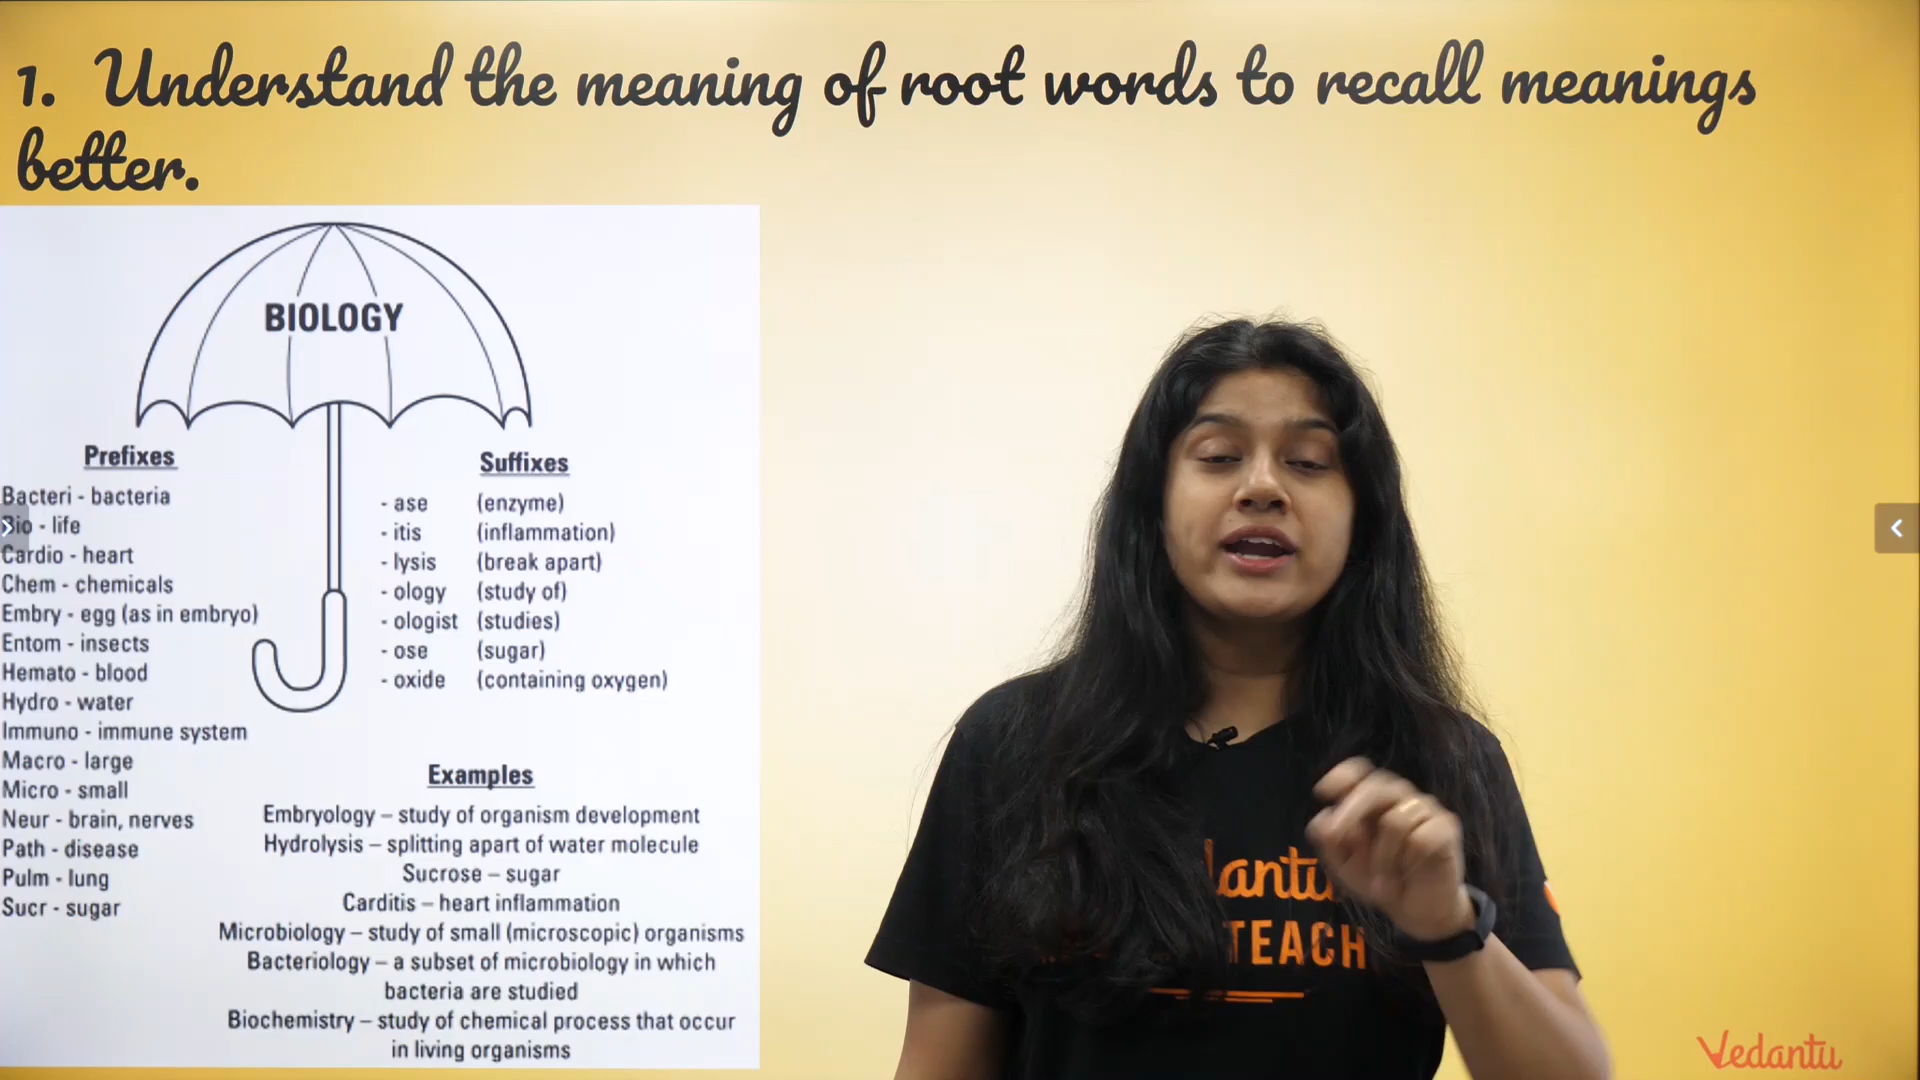 1. Understand the meaning of root words to recall meanings
better.
BIOLOGY
Prefixes
Bacteri - bacteria
Bio - life
Cardio - heart
Chem - chemicals
Embry - egg (as in embryo)
Entom - insects
Hemato - blood
Hydro - water
Immuno - immune system
Macro - large
Micro - small
Neur - brain, nerves
Path - disease
Pulm - lung
Sucr - sugar
Suffixes
- ase (enzyme)
- itis (inflammation)
- lysis (break apart)
- ology (study of)
- ologist (studies)
- ose (sugar)
- oxide (containing oxygen)
Examples
Embryology – study of organism development
Hydrolysis – splitting apart of water molecule
Sucrose – sugar
Carditis – heart inflammation
Microbiology – study of small (microscopic) organisms
Bacteriology – a subset of microbiology in which
bacteria are studied
Biochemistry – study of chemical process that occur
in living organisms
TEACH
Vedantu